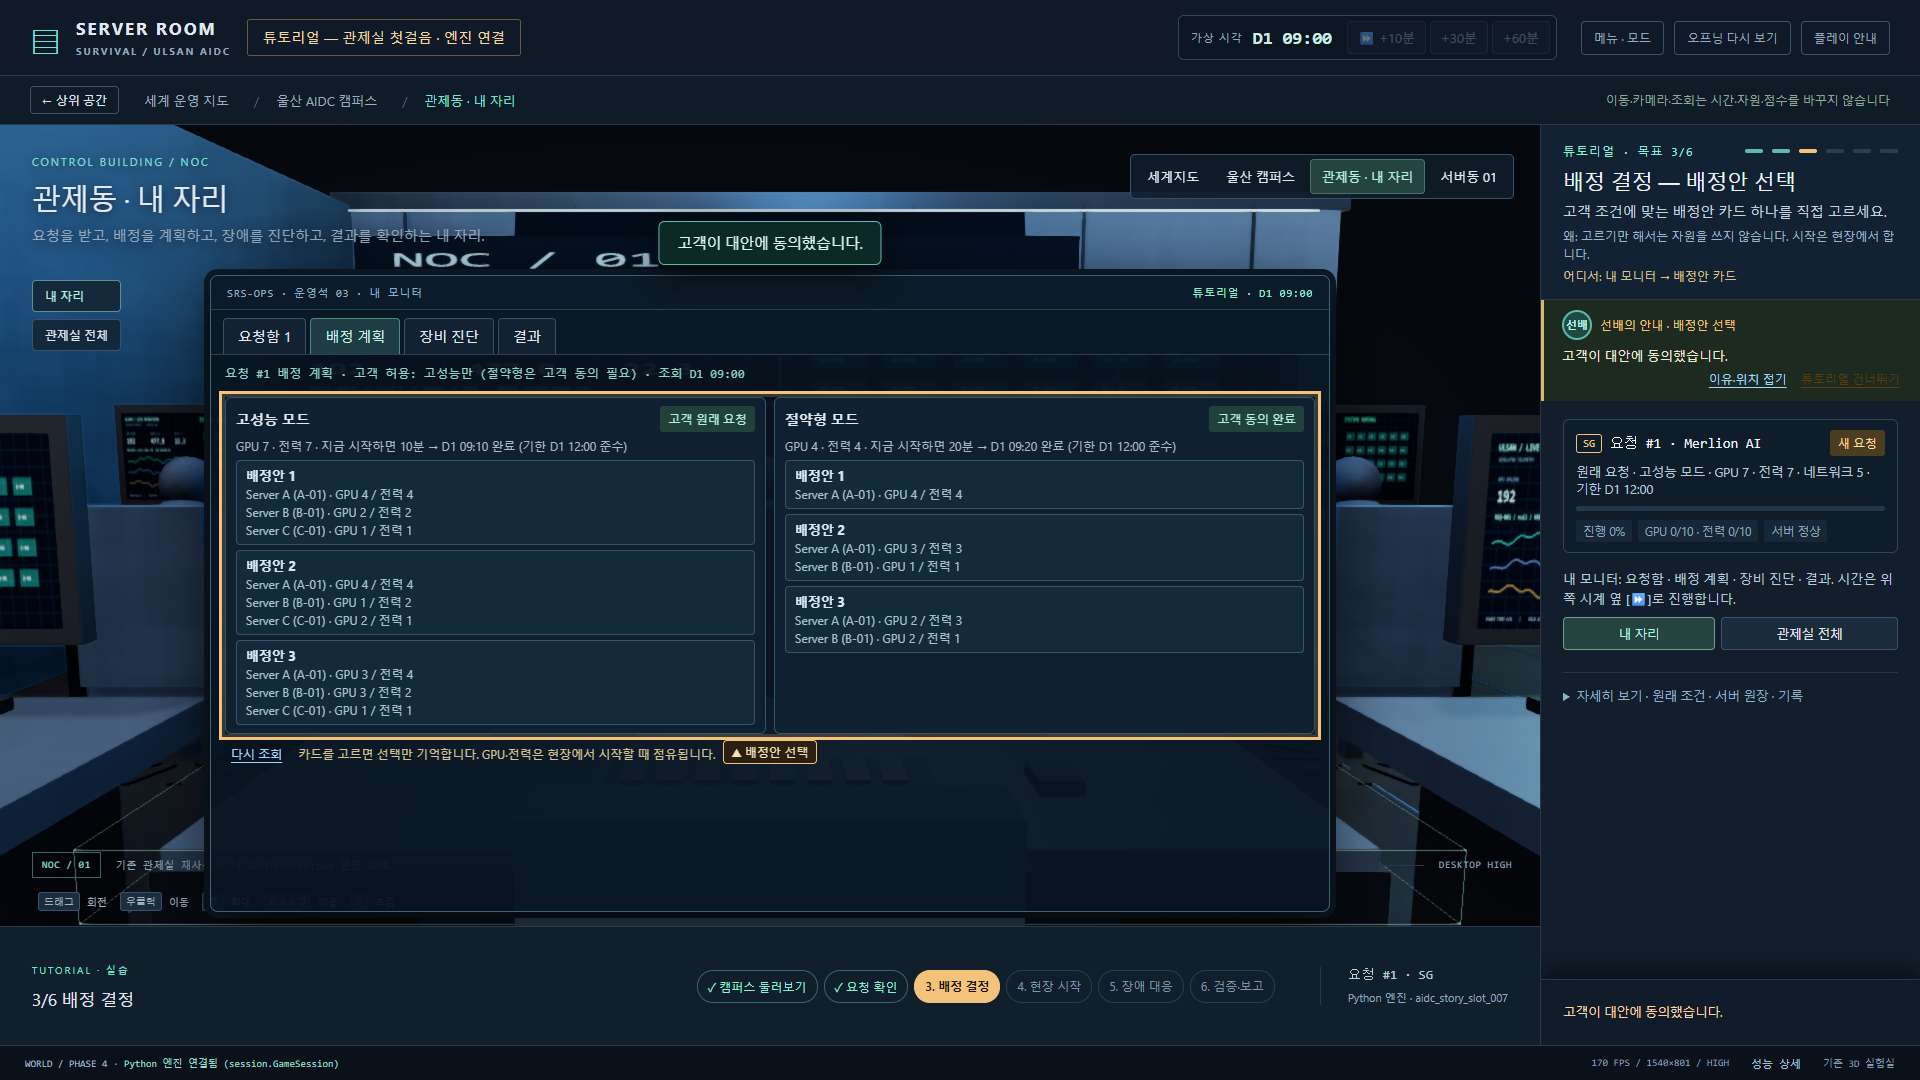 SERVER ROOM
SURVIVAL / ULSAN AIDC
튜토리얼 — 관제실 첫걸음 · 엔진 연결
가상 시각 D1 09:00 ⏩ +10분 +30분 +60분
메뉴 · 모드
오프닝 다시 보기
플레이 안내
← 상위 공간
세계 운영 지도 / 울산 AIDC 캠퍼스 / 관제동 · 내 자리
이동·카메라·조회는 시간·자원·점수를 바꾸지 않습니다
CONTROL BUILDING / NOC
관제동 · 내 자리
요청을 받고, 배정을 계획하고, 장애를 진단하고, 결과를 확인하는 내 자리.
내 자리
관제실 전체
세계지도 울산 캠퍼스 관제동 · 내 자리 서버동 01
NOC / 01
고객이 대안에 동의했습니다.
SRS-OPS · 운영석 03 · 내 모니터
튜토리얼 · D1 09:00
요청함 1 배정 계획 장비 진단 결과
요청 #1 배정 계획 · 고객 허용: 고성능만 (절약형은 고객 동의 필요) · 조회 D1 09:00
고성능 모드
고객 원래 요청
GPU 7 · 전력 7 · 지금 시작하면 10분 → D1 09:10 완료 (기한 D1 12:00 준수)
배정안 1
Server A (A-01) · GPU 4 / 전력 4
Server B (B-01) · GPU 2 / 전력 2
Server C (C-01) · GPU 1 / 전력 1
배정안 2
Server A (A-01) · GPU 4 / 전력 4
Server B (B-01) · GPU 1 / 전력 2
Server C (C-01) · GPU 2 / 전력 1
배정안 3
Server A (A-01) · GPU 3 / 전력 4
Server B (B-01) · GPU 3 / 전력 2
Server C (C-01) · GPU 1 / 전력 1
절약형 모드
고객 동의 완료
GPU 4 · 전력 4 · 지금 시작하면 20분 → D1 09:20 완료 (기한 D1 12:00 준수)
배정안 1
Server A (A-01) · GPU 4 / 전력 4
배정안 2
Server A (A-01) · GPU 3 / 전력 3
Server B (B-01) · GPU 1 / 전력 1
배정안 3
Server A (A-01) · GPU 2 / 전력 3
Server B (B-01) · GPU 2 / 전력 1
다시 조회 카드를 고르면 선택만 기억합니다. GPU·전력은 현장에서 시작할 때 점유됩니다. ▲ 배정안 선택
NOC / 01 기존 관제실 재사
DESKTOP HIGH
드래그 회전 우클릭 이동
튜토리얼 · 목표 3/6
배정 결정 — 배정안 선택
고객 조건에 맞는 배정안 카드 하나를 직접 고르세요.
왜: 고르기만 해서는 자원을 쓰지 않습니다. 시작은 현장에서 합
니다.
어디서: 내 모니터 → 배정안 카드
선배 선배의 안내 · 배정안 선택
고객이 대안에 동의했습니다.
이유·위치 접기 튜토리얼 건너뛰기
SG 요청 #1 · Merlion AI 새 요청
원래 요청 · 고성능 모드 · GPU 7 · 전력 7 · 네트워크 5 ·
기한 D1 12:00
진행 0% GPU 0/10 · 전력 0/10 서버 정상
내 모니터: 요청함 · 배정 계획 · 장비 진단 · 결과. 시간은 위
쪽 시계 옆 [⏩]로 진행합니다.
내 자리 관제실 전체
▶ 자세히 보기 · 원래 조건 · 서버 원장 · 기록
고객이 대안에 동의했습니다.
TUTORIAL · 실습
3/6 배정 결정
✓ 캠퍼스 둘러보기 ✓ 요청 확인 3. 배정 결정 4. 현장 시작 5. 장애 대응 6. 검증·보고
요청 #1 · SG
Python 엔진 · aidc_story_slot_007
WORLD / PHASE 4 · Python 엔진 연결됨 (session.GameSession)
170 FPS / 1540×801 / HIGH 성능 상세 기존 3D 실험실